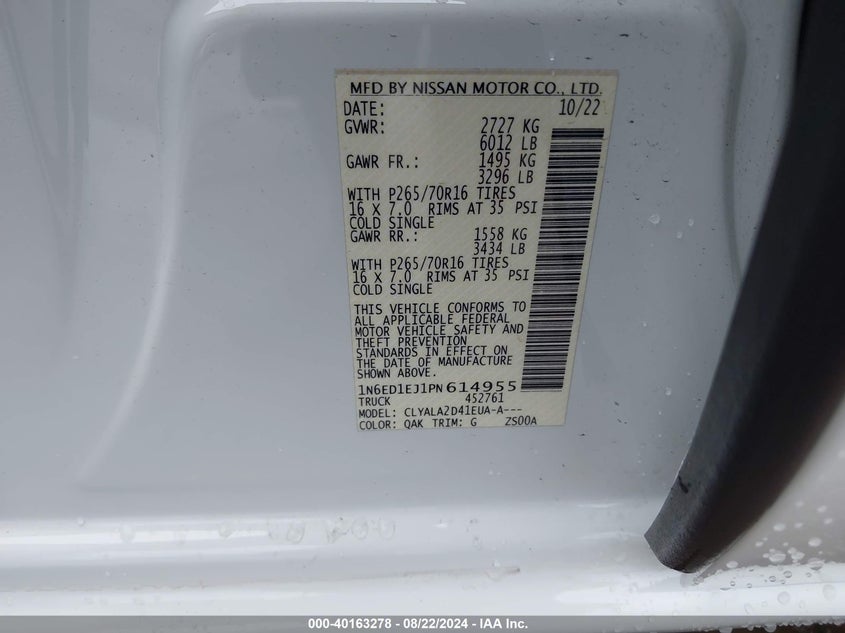 MFD BY NISSAN MOTOR CO., LTD.
DATE: 10/22
GVWR: 2727 KG
6012 LB
GAWR FR.: 1495 KG
3296 LB
WITH P265/70R16 TIRES
16 X 7.0 RIMS AT 35 PSI
COLD SINGLE
GAWR RR.: 1558 KG
3434 LB
WITH P265/70R16 TIRES
16 X 7.0 RIMS AT 35 PSI
COLD SINGLE
THIS VEHICLE CONFORMS TO
ALL APPLICABLE FEDERAL
MOTOR VEHICLE SAFETY AND
THEFT PREVENTION
STANDARDS IN EFFECT ON
THE DATE OF MANUFACTURE
SHOWN ABOVE.
1N6ED1EJ1PN614955
TRUCK 452761
MODEL: CLYALA2D41EUA-A---
COLOR: QAK TRIM: G ZS00A
000-40163278 - 08/22/2024 - IAA Inc.